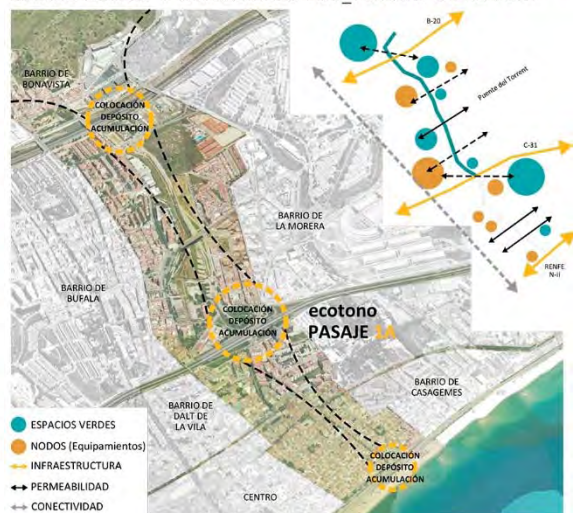 B-20
BARRIO DE
BONAVISTA
COLOCACIÓN
DEPÓSITO
ACUMULACIÓN
Puente del Torrent
C-31
BARRIO DE
LA MORERA
RENFE
N-II
BARRIO DE
BUFALA
COLOCACIÓN
DEPÓSITO
ACUMULACIÓN
ecotono
PASAJE 1A
BARRIO DE
CASAGEMES
BARRIO DE
DALT DE
LA VILA
COLOCACIÓN
DEPÓSITO
ACUMULACIÓN
CENTRO
ESPACIOS VERDES
NODOS (Equipamientos)
INFRAESTRUCTURA
PERMEABILIDAD
CONECTIVIDAD